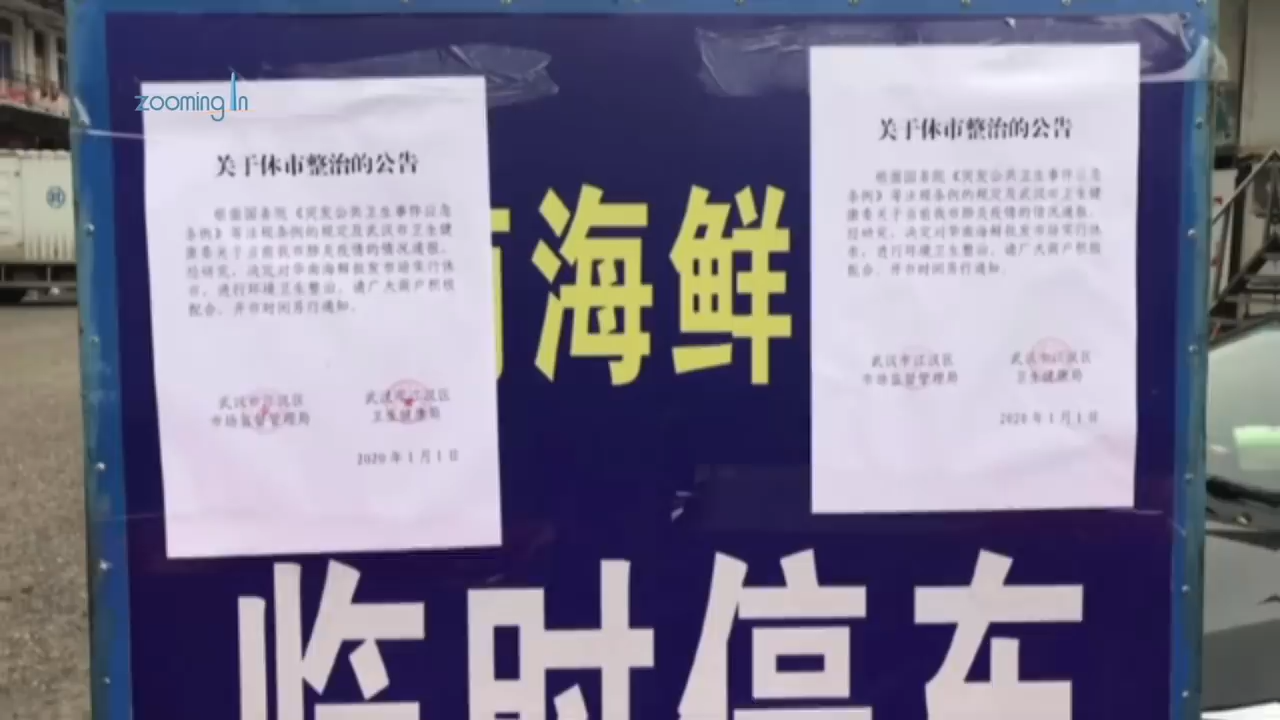 zooming In
关于休市整治的公告
根据国务院《突发公共卫生事件应急
条例》等法规条例的规定及武汉市卫生健
康委关于当前我市肺炎疫情的情况通报,
经研究,决定对华南海鲜批发市场实行休
市,进行环境卫生整治,请广大商户积极
配合,开市时间另行通知。
武汉市江汉区
市场监督管理局
武汉市江汉区
卫生健康局
2020年1月1日
南海鲜
关于休市整治的公告
根据国务院《突发公共卫生事件应急
条例》等法规条例的规定及武汉市卫生健
康委关于当前我市肺炎疫情的情况通报,
经研究,决定对华南海鲜批发市场实行休
市,进行环境卫生整治,请广大商户积极
配合,开市时间另行通知。
武汉市江汉区
市场监督管理局
武汉市江汉区
卫生健康局
2020年1月1日
临时停车